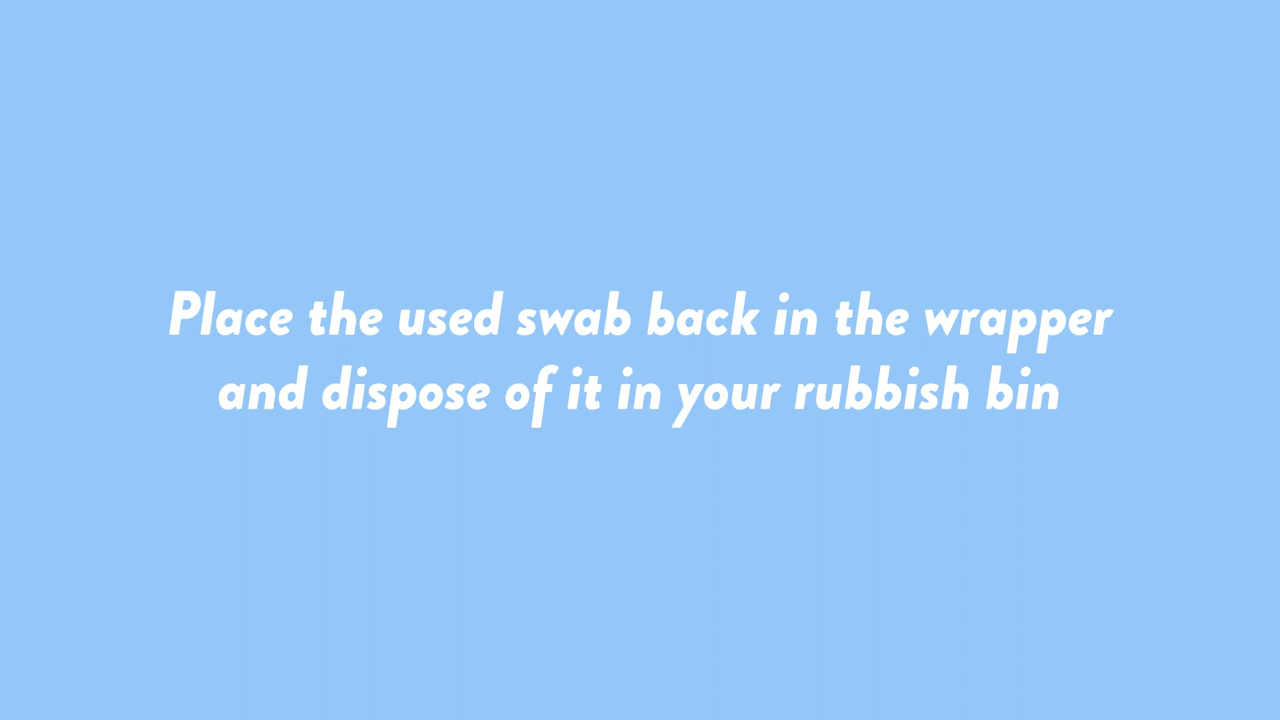 Place the used swab back in the wrapper
and dispose of it in your rubbish bin